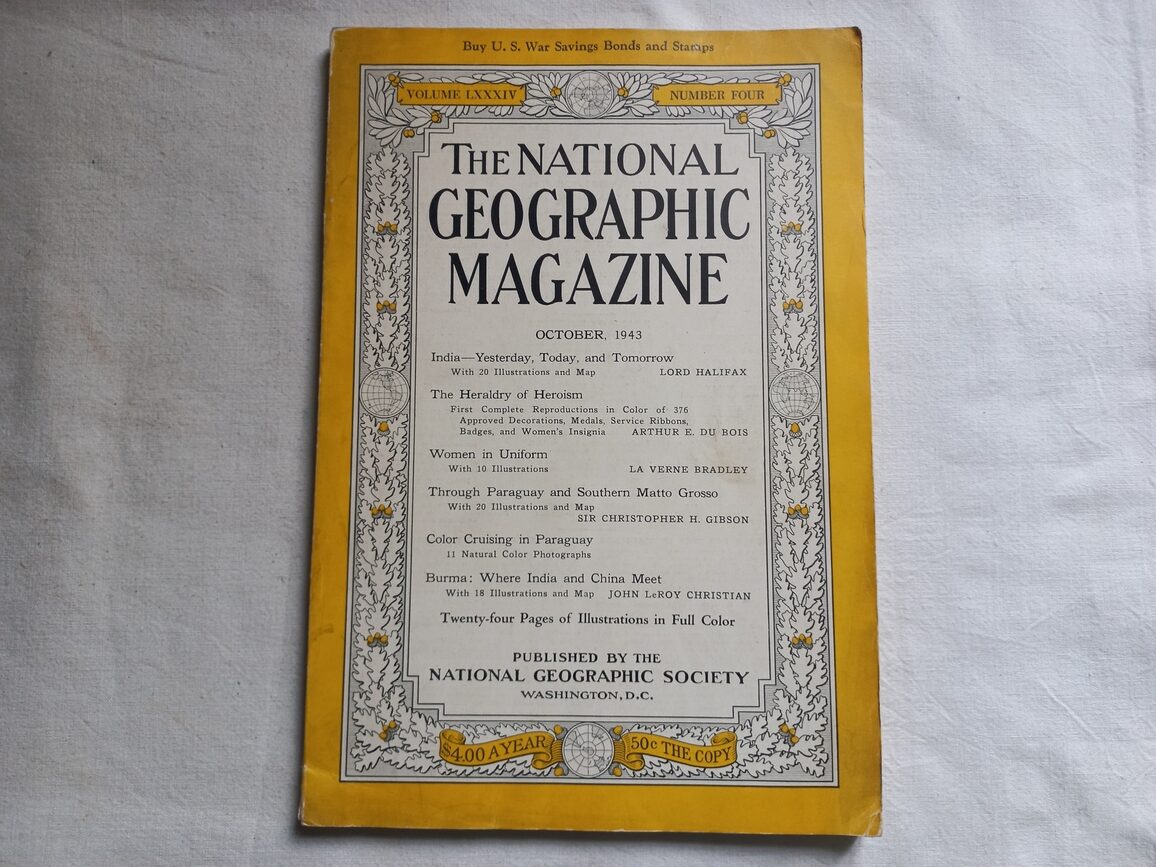 Buy U. S. War Savings Bonds and Stamps
VOLUME LXXXIV NUMBER FOUR
THE NATIONAL
GEOGRAPHIC
MAGAZINE
OCTOBER, 1943
India—Yesterday, Today, and Tomorrow
With 20 Illustrations and Map LORD HALIFAX
The Heraldry of Heroism
First Complete Reproductions in Color of 376
Approved Decorations, Medals, Service Ribbons,
Badges, and Women's Insignia ARTHUR E. DU BOIS
Women in Uniform
With 10 Illustrations LA VERNE BRADLEY
Through Paraguay and Southern Matto Grosso
With 20 Illustrations and Map
SIR CHRISTOPHER H. GIBSON
Color Cruising in Paraguay
11 Natural Color Photographs
Burma: Where India and China Meet
With 18 Illustrations and Map JOHN LeROY CHRISTIAN
Twenty-four Pages of Illustrations in Full Color
PUBLISHED BY THE
NATIONAL GEOGRAPHIC SOCIETY
WASHINGTON, D.C.
$4.00 A YEAR 50c THE COPY